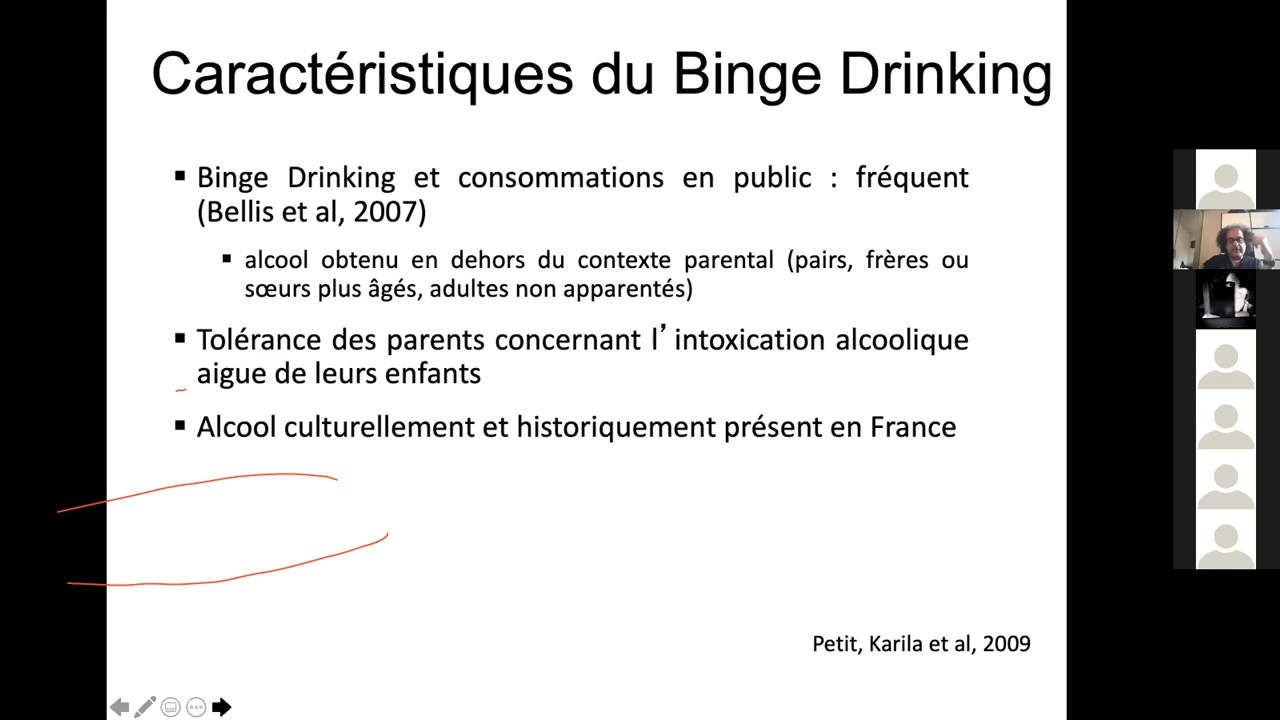 Caractéristiques du Binge Drinking
▪ Binge Drinking et consommations en public : fréquent
(Bellis et al, 2007)
▪ alcool obtenu en dehors du contexte parental (pairs, frères ou
sœurs plus âgés, adultes non apparentés)
▪ Tolérance des parents concernant l’ intoxication alcoolique
aigue de leurs enfants
▪ Alcool culturellement et historiquement présent en France
Petit, Karila et al, 2009